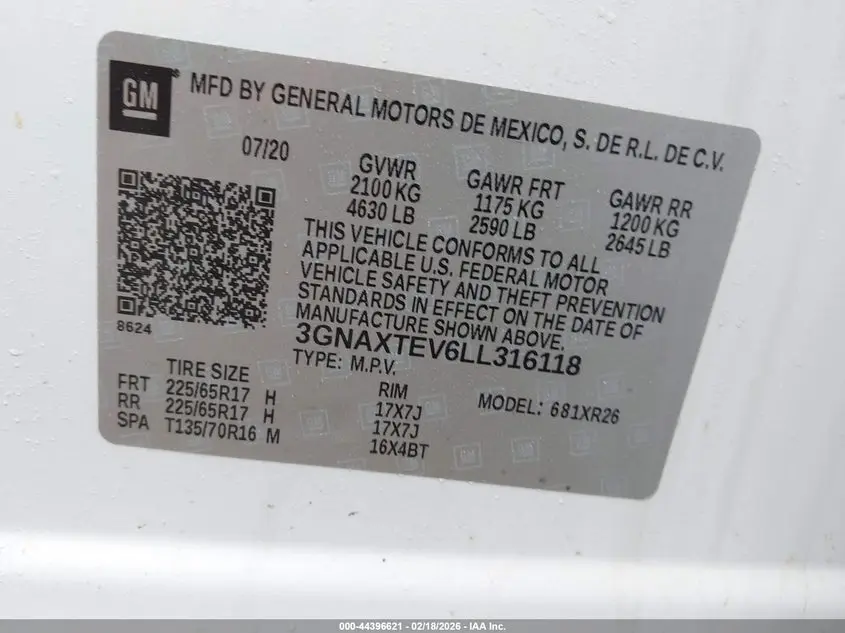 GM
MFD BY GENERAL MOTORS DE MEXICO, S. DE R.L. DE C.V.
07/20
GVWR
2100 KG
4630 LB
GAWR FRT
1175 KG
2590 LB
GAWR RR
1200 KG
2645 LB
THIS VEHICLE CONFORMS TO ALL
APPLICABLE U.S. FEDERAL MOTOR
VEHICLE SAFETY AND THEFT PREVENTION
STANDARDS IN EFFECT ON THE DATE OF
MANUFACTURE SHOWN ABOVE.
8624
3GNAXTEV6LL316118
TYPE: M.P.V.
MODEL: 681XR26
TIRE SIZE
RIM
FRT 225/65R17 H 17X7J
RR 225/65R17 H 17X7J
SPA T135/70R16 M 16X4BT
000-44396621 - 02/18/2026 - IAA Inc.